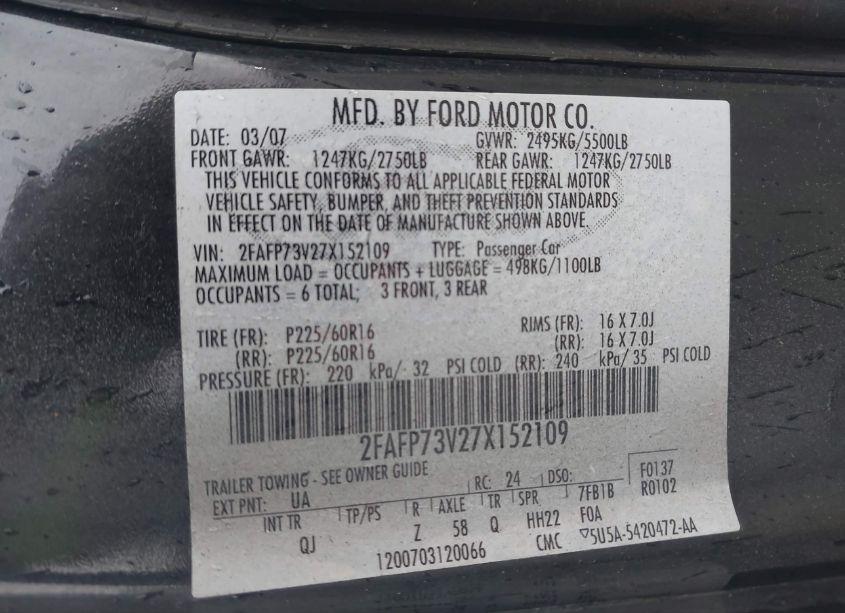 MFD. BY FORD MOTOR CO.
DATE: 03/07 GVWR: 2495KG/5500LB
FRONT GAWR: 1247KG/2750LB REAR GAWR: 1247KG/2750LB
THIS VEHICLE CONFORMS TO ALL APPLICABLE FEDERAL MOTOR
VEHICLE SAFETY, BUMPER, AND THEFT PREVENTION STANDARDS
IN EFFECT ON THE DATE OF MANUFACTURE SHOWN ABOVE.
VIN: 2FAFP73V27X152109 TYPE: Passenger Car
MAXIMUM LOAD = OCCUPANTS + LUGGAGE = 498KG/1100LB
OCCUPANTS = 6 TOTAL; 3 FRONT, 3 REAR
TIRE (FR): P225/60R16 RIMS (FR): 16 X 7.0J
(RR): P225/60R16 (RR): 16 X 7.0J
PRESSURE (FR): 220 kPa/ 32 PSI COLD (RR): 240 kPa/ 35 PSI COLD
2FAFP73V27X152109
TRAILER TOWING - SEE OWNER GUIDE
EXT PNT: UA RC: 24 DSO: F0137
INT TR TP/PS R AXLE TR SPR 7FB1B R0102
QJ Z 58 Q HH22 FOA
1200703120066 CMC ▽5U5A-5420472-AA